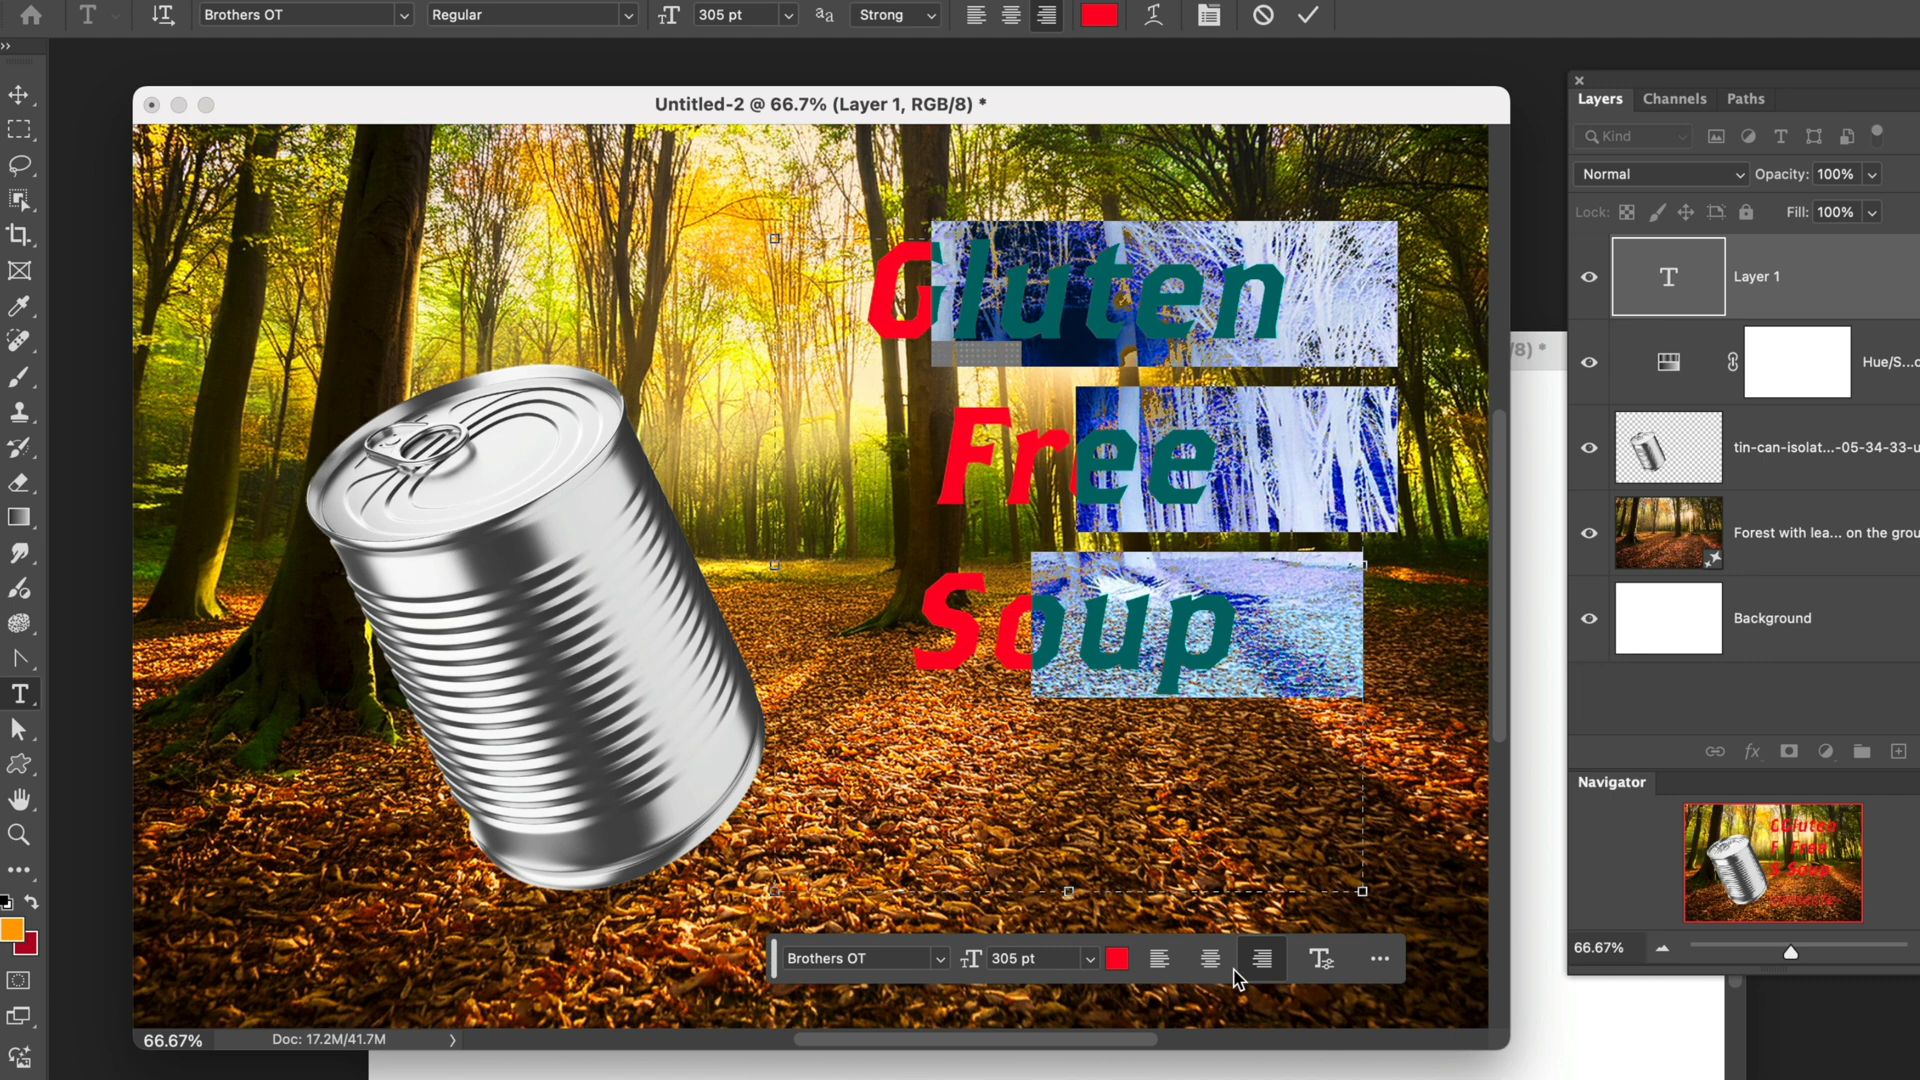 Brothers OT
Regular
305 pt
Strong
Untitled-2 @ 66.7% (Layer 1, RGB/8) *
Gluten
Free
Soup
/8) *
Brothers OT
305 pt
66.67%
Doc: 17.2M/41.7M
Layers
Channels
Paths
Kind
Normal
Opacity: 100%
Lock:
Fill: 100%
Layer 1
Hue/S...c
tin-can-isolat...-05-34-33-u
Forest with lea... on the grou
Background
Navigator
66.67%